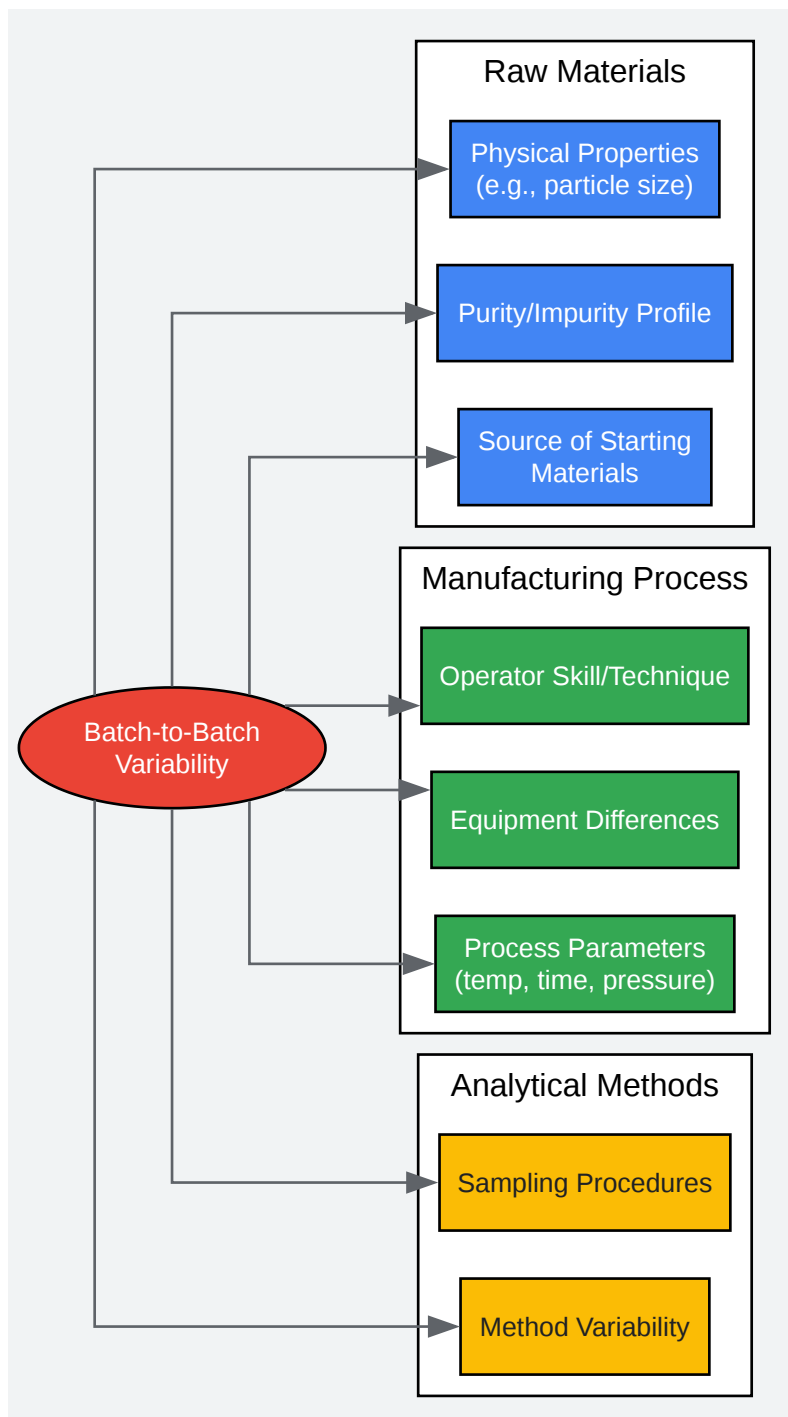 Raw Materials
Physical Properties
(e.g., particle size)
Purity/Impurity Profile
Source of Starting
Materials
Manufacturing Process
Operator Skill/Technique
Batch-to-Batch
Variability
Equipment Differences
Process Parameters
(temp, time, pressure)
Analytical Methods
Sampling Procedures
Method Variability